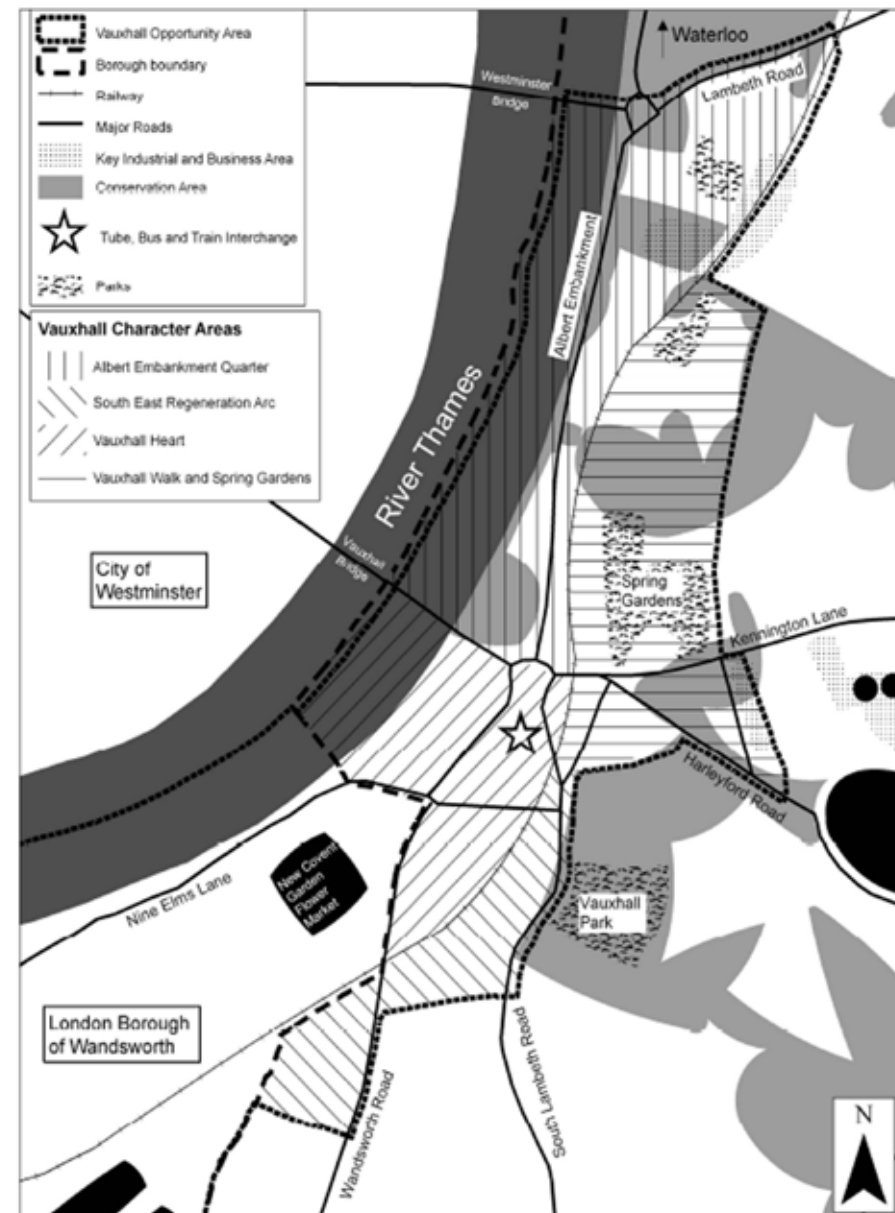 Vauxhall Opportunity Area
Borough boundary
Railway
Major Roads
Key Industrial and Business Area
Conservation Area
Tube, Bus and Train Interchange
Parks
Vauxhall Character Areas
Albert Embankment Quarter
South East Regeneration Arc
Vauxhall Heart
Vauxhall Walk and Spring Gardens
Waterloo
Westminster
Bridge
Lambeth Road
Albert Embankment
River Thames
Vauxhall
Bridge
City of
Westminster
Spring
Gardens
Kennington Lane
Harleyford Road
Nine Elms Lane
New Covent
Garden
Flower
Market
Vauxhall
Park
London Borough
of Wandsworth
Wandsworth Road
South Lambeth Road
N